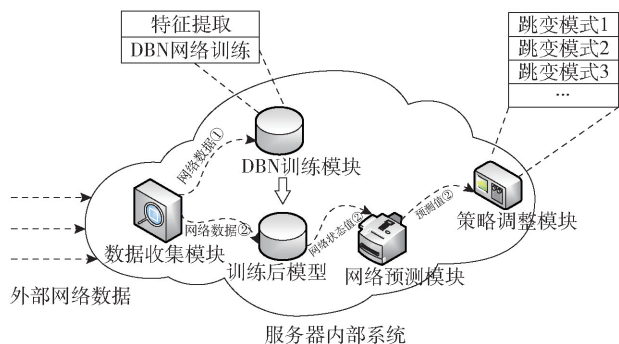 特征提取
DBN网络训练
跳变模式1
跳变模式2
跳变模式3
...
网络数据①
DBN训练模块
网络数据②
网络状态值②
预测值②
数据收集模块
训练后模型
网络预测模块
策略调整模块
外部网络数据
服务器内部系统